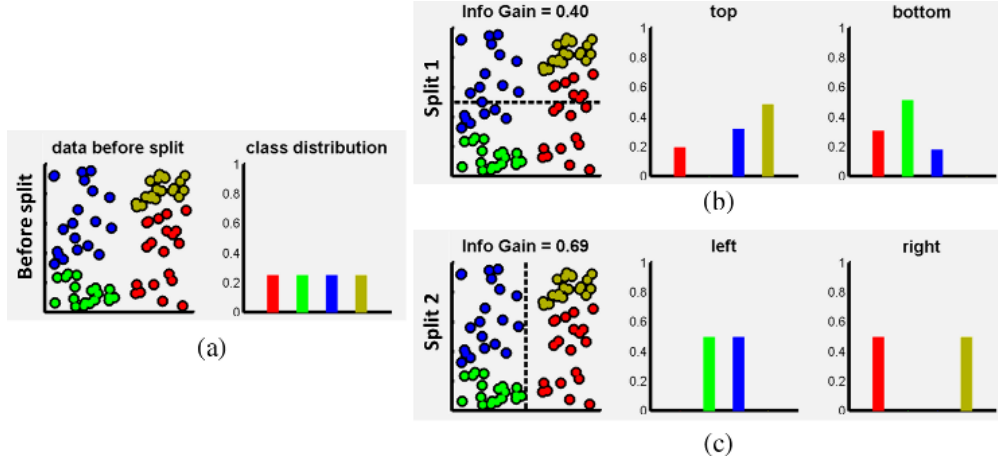 data before split
class distribution
Before split
1
0.8
0.6
0.4
0.2
0
(a)
Info Gain = 0.40
top
bottom
Split 1
1
0.8
0.6
0.4
0.2
0
1
0.8
0.6
0.4
0.2
0
(b)
Info Gain = 0.69
left
right
Split 2
1
0.8
0.6
0.4
0.2
0
1
0.8
0.6
0.4
0.2
0
(c)